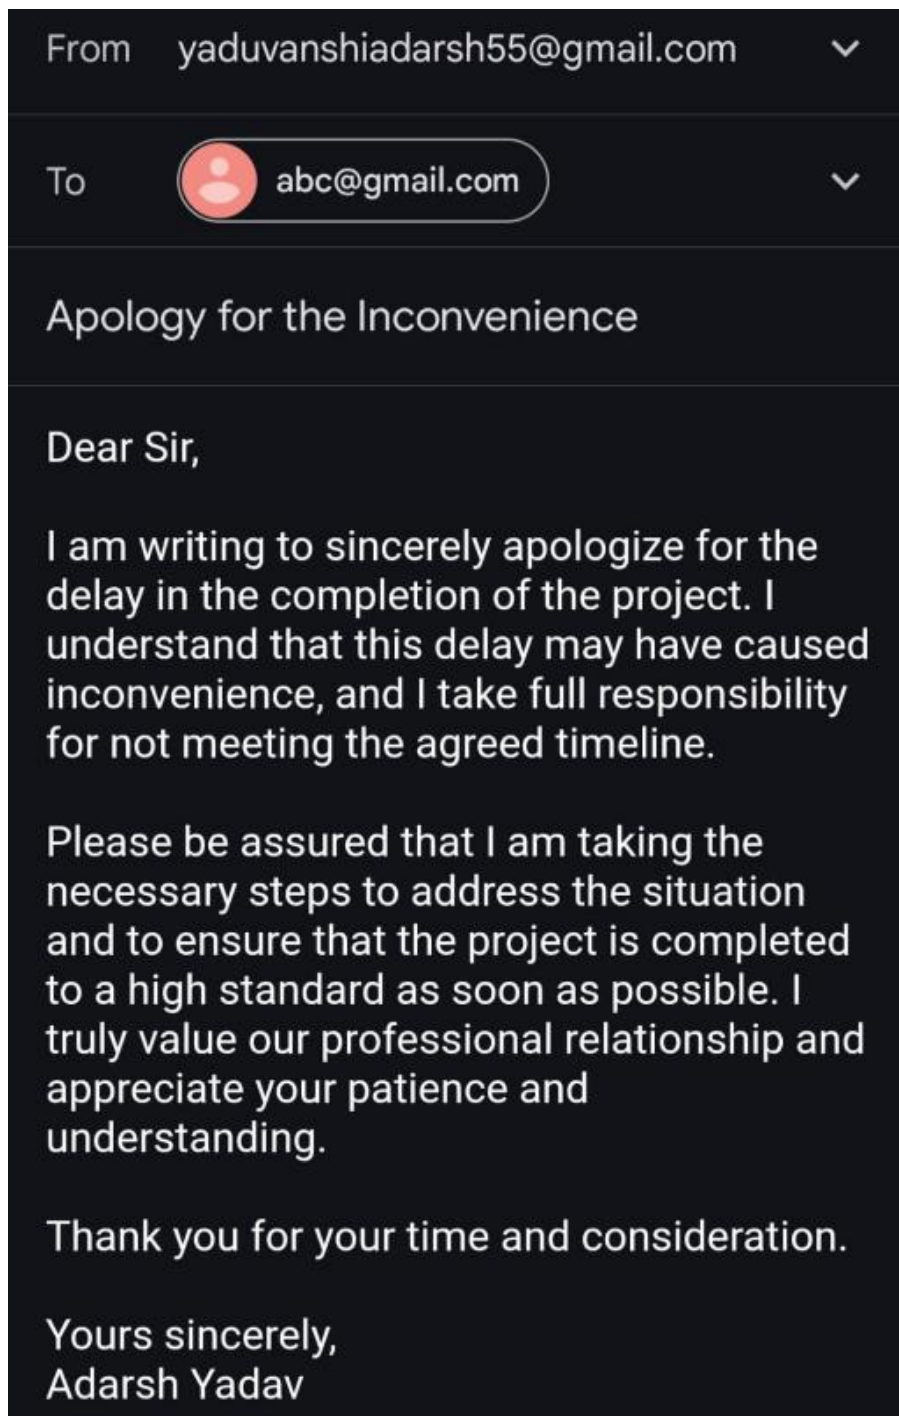 From yaduvanshiadarsh55@gmail.com
To abc@gmail.com
Apology for the Inconvenience
Dear Sir,
I am writing to sincerely apologize for the
delay in the completion of the project. I
understand that this delay may have caused
inconvenience, and I take full responsibility
for not meeting the agreed timeline.
Please be assured that I am taking the
necessary steps to address the situation
and to ensure that the project is completed
to a high standard as soon as possible. I
truly value our professional relationship and
appreciate your patience and
understanding.
Thank you for your time and consideration.
Yours sincerely,
Adarsh Yadav